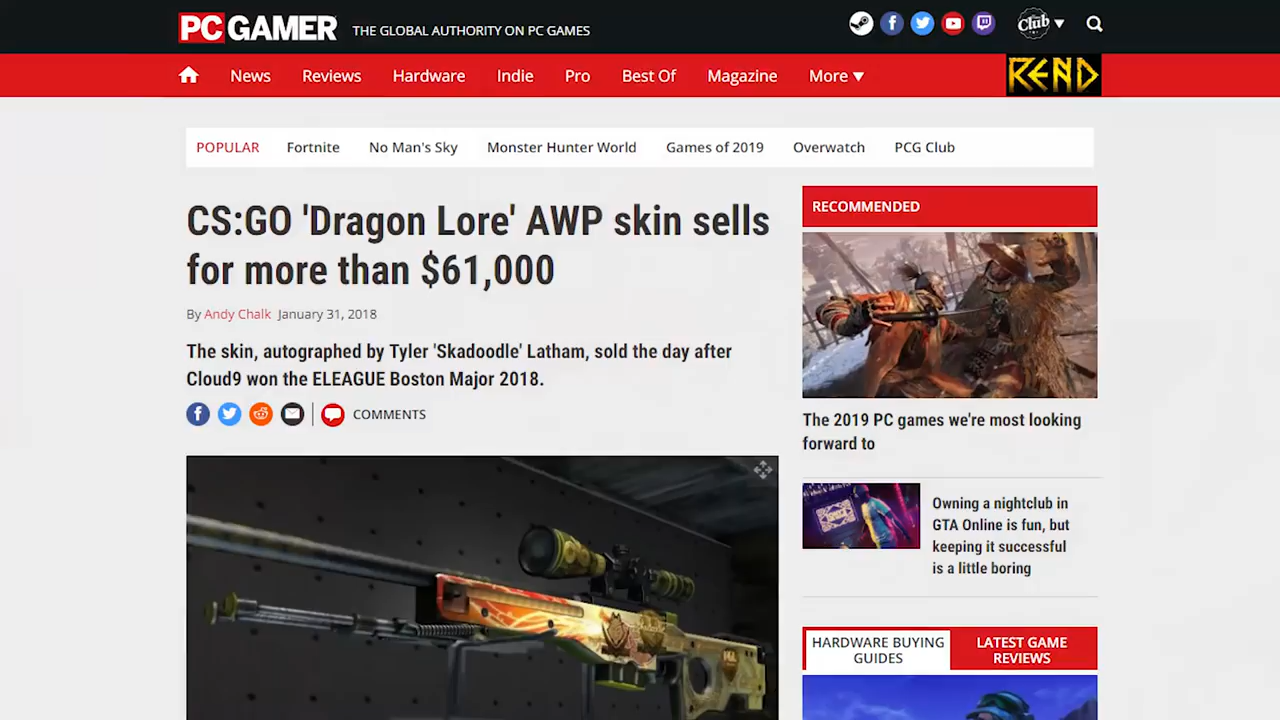 PC GAMER THE GLOBAL AUTHORITY ON PC GAMES
Club
News Reviews Hardware Indie Pro Best Of Magazine More ▼
REND
POPULAR Fortnite No Man's Sky Monster Hunter World Games of 2019 Overwatch PCG Club
CS:GO 'Dragon Lore' AWP skin sells
for more than $61,000
By Andy Chalk January 31, 2018
The skin, autographed by Tyler 'Skadoodle' Latham, sold the day after
Cloud9 won the ELEAGUE Boston Major 2018.
COMMENTS
RECOMMENDED
The 2019 PC games we're most looking
forward to
Owning a nightclub in
GTA Online is fun, but
keeping it successful
is a little boring
HARDWARE BUYING
GUIDES
LATEST GAME
REVIEWS